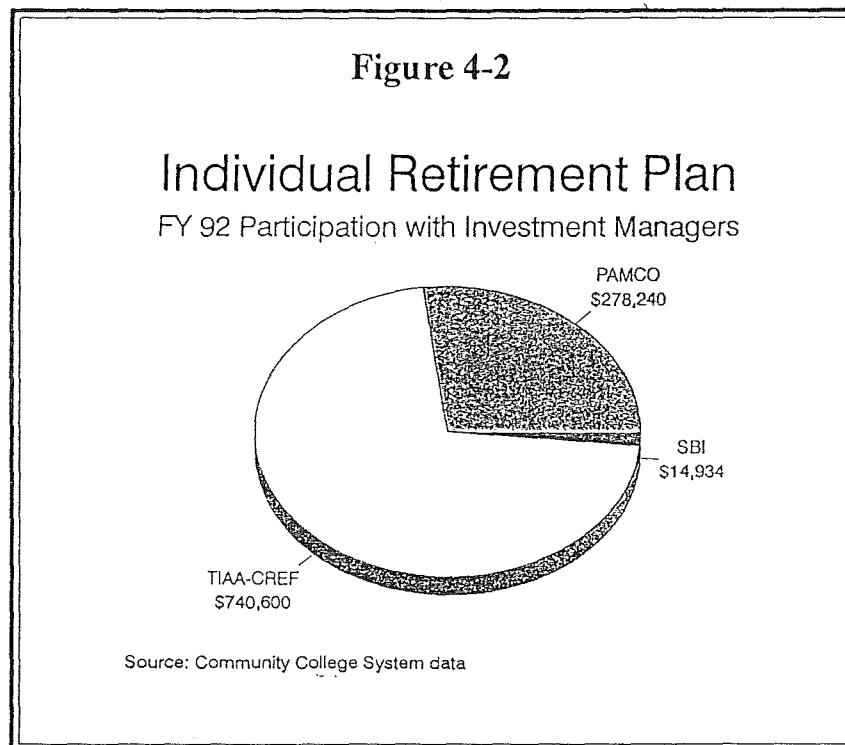 Figure 4-2
Individual Retirement Plan
FY 92 Participation with Investment Managers
PAMCO
$278,240
SBI
$14,934
TIAA-CREF
$740,600
Source: Community College System data